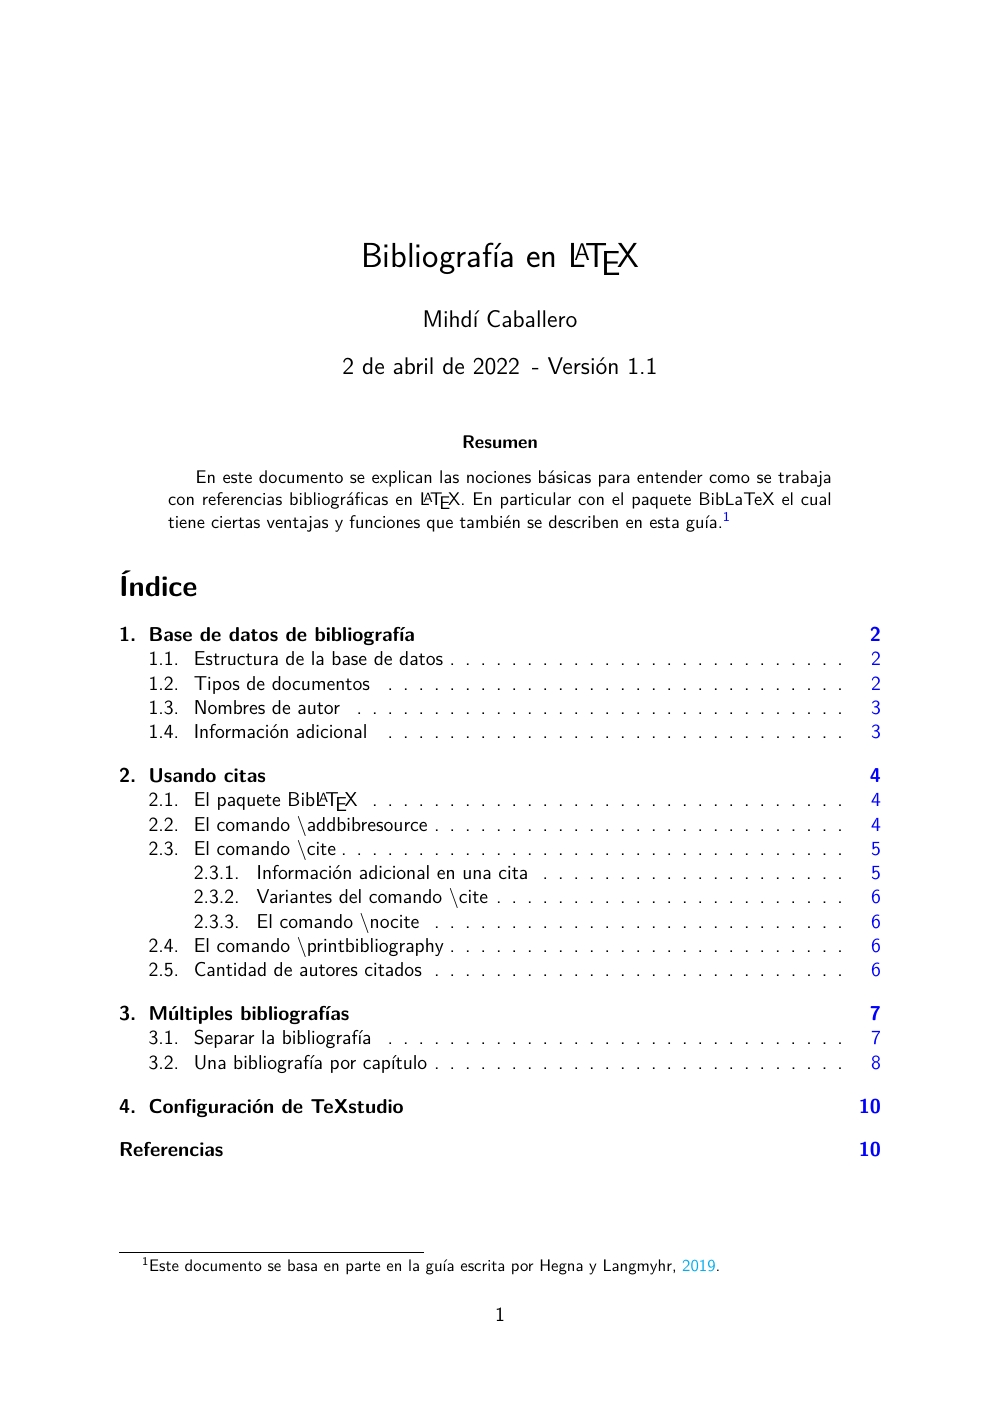 Bibliografía en LATEX
Mihdí Caballero
2 de abril de 2022 - Versión 1.1
Resumen
En este documento se explican las nociones básicas para entender como se trabaja
con referencias bibliográficas en LATEX. En particular con el paquete BibLaTeX el cual
tiene ciertas ventajas y funciones que también se describen en esta guía.1
Índice
1. Base de datos de bibliografía 2
1.1. Estructura de la base de datos . . . . . . . . . . . . . . . . . . . . . . . . . . 2
1.2. Tipos de documentos . . . . . . . . . . . . . . . . . . . . . . . . . . . . . . 2
1.3. Nombres de autor . . . . . . . . . . . . . . . . . . . . . . . . . . . . . . . . 3
1.4. Información adicional . . . . . . . . . . . . . . . . . . . . . . . . . . . . . . 3
2. Usando citas 4
2.1. El paquete BibLATEX . . . . . . . . . . . . . . . . . . . . . . . . . . . . . . . 4
2.2. El comando \addbibresource . . . . . . . . . . . . . . . . . . . . . . . . . . . 4
2.3. El comando \cite . . . . . . . . . . . . . . . . . . . . . . . . . . . . . . . . . 5
2.3.1. Información adicional en una cita . . . . . . . . . . . . . . . . . . . . 5
2.3.2. Variantes del comando \cite . . . . . . . . . . . . . . . . . . . . . . . 6
2.3.3. El comando \nocite . . . . . . . . . . . . . . . . . . . . . . . . . . . 6
2.4. El comando \printbibliography . . . . . . . . . . . . . . . . . . . . . . . . . . 6
2.5. Cantidad de autores citados . . . . . . . . . . . . . . . . . . . . . . . . . . . 6
3. Múltiples bibliografías 7
3.1. Separar la bibliografía . . . . . . . . . . . . . . . . . . . . . . . . . . . . . . 7
3.2. Una bibliografía por capítulo . . . . . . . . . . . . . . . . . . . . . . . . . . . 8
4. Configuración de TeXstudio 10
Referencias 10
1Este documento se basa en parte en la guía escrita por Hegna y Langmyhr, 2019.
1